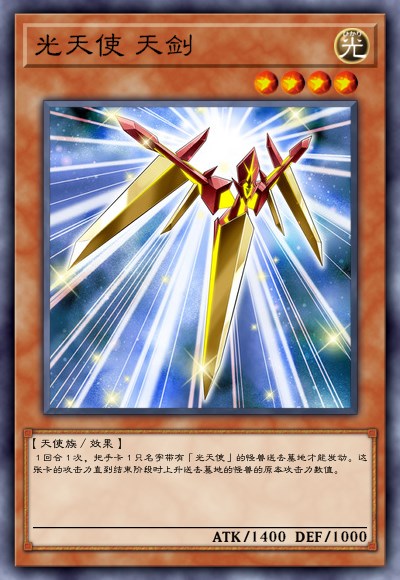 光天使 天剑
光
ひかり
【天使族／效果】
１回合１次，把手卡１只名字带有「光天使」的怪兽送去墓地才能发动。这
张卡的攻击力直到结束阶段时上升送去墓地的怪兽的原本攻击力数值。
ATK/1400 DEF/1000